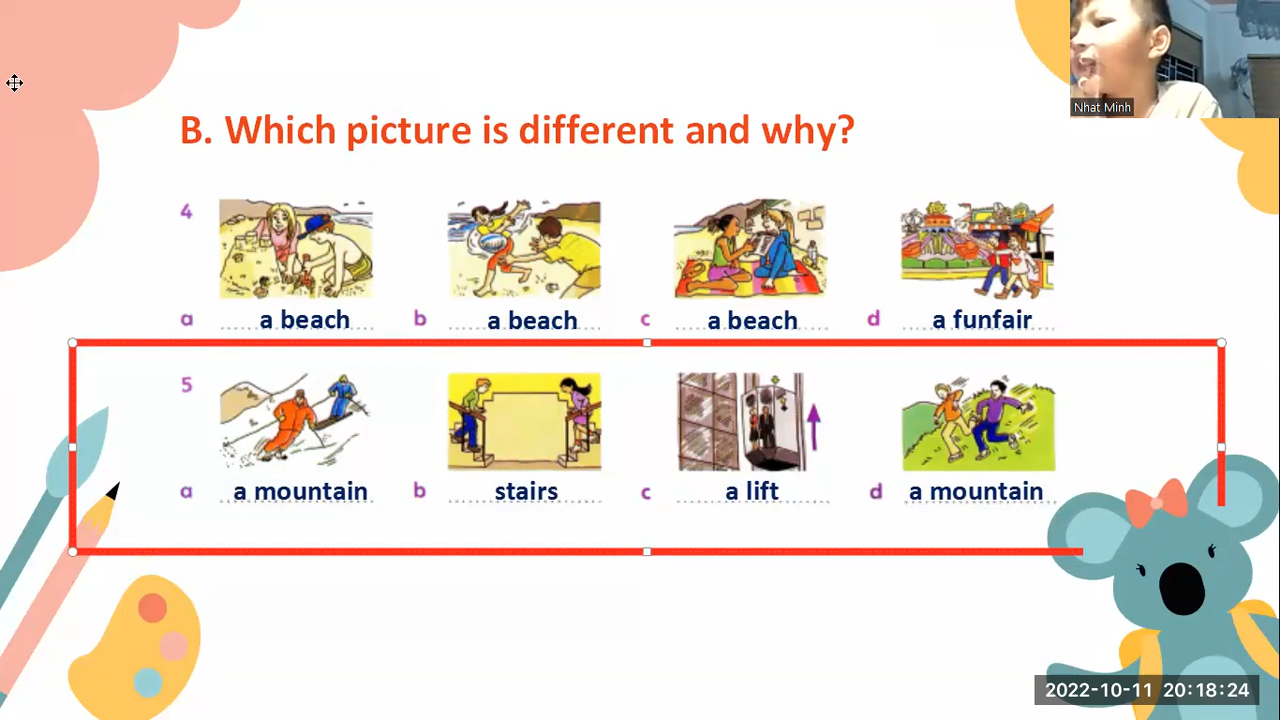 Nhat Minh
B. Which picture is different and why?
4
a a beach b a beach c a beach d a funfair
5
a a mountain b stairs c a lift d a mountain
2022-10-11 20:18:24